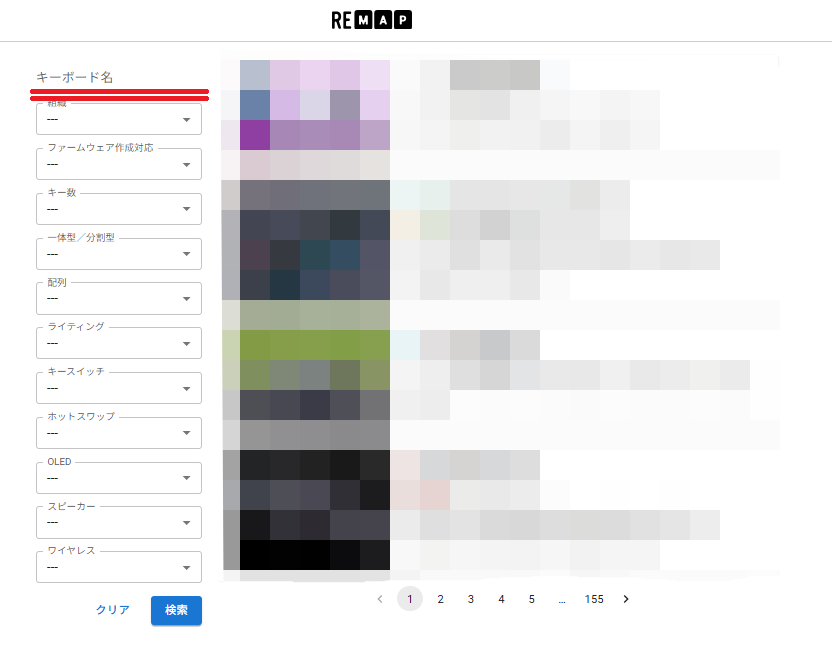 REMAP
キーボード名
組織
---
ファームウェア作成対応
---
キー数
---
一体型／分割型
---
配列
---
ライティング
---
キースイッチ
---
ホットスワップ
---
OLED
---
スピーカー
---
ワイヤレス
---
クリア 検索
‹ 1 2 3 4 5 … 155 ›